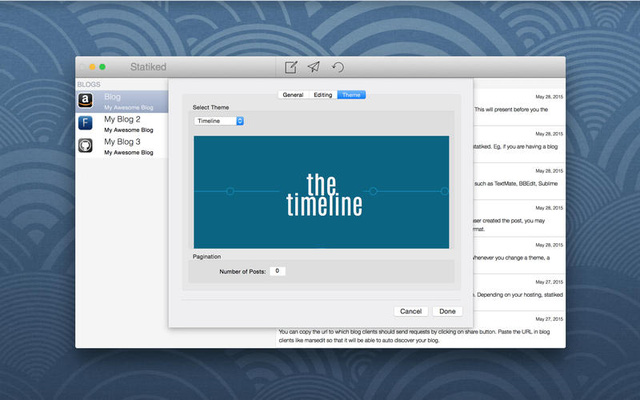 Statiked
BLOGS
Blog
My Awesome Blog
My Blog 2
My Awesome Blog
My Blog 3
My Awesome Blog
General Editing Theme
Select Theme
Timeline
the
timeline
Pagination
Number of Posts: 0
Cancel Done
May 28, 2015
This will present before you the
May 28, 2015
statiked. Eg, if you are having a blog
May 28, 2015
such as TextMate, BBEdit, Sublime
May 28, 2015
created the post, you may
May 28, 2015
whenever you change a theme, a
May 28, 2015
Depending on your hosting, statiked
May 27, 2015
May 27, 2015
You can copy the url to which blog clients should send requests by clicking on share button. Paste the URL in blog
clients like marsedit so that it will be able to auto discover your blog.